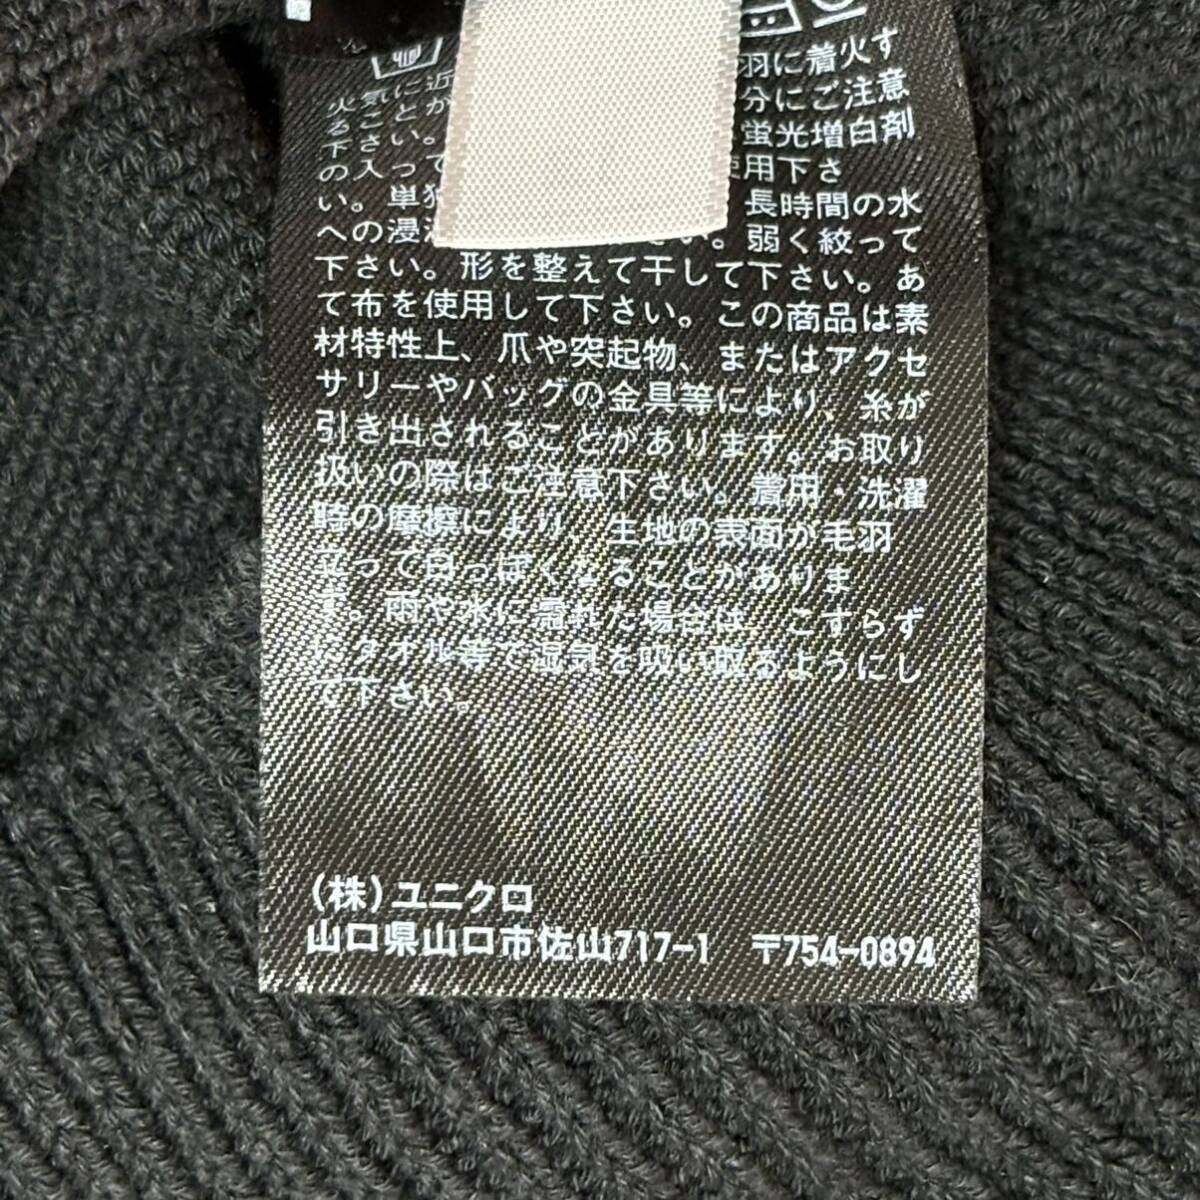 羽に着火す
火気に近 分にご注意
る こ と が 蛍光増白剤
下さい。 使用下さ
の入って 長時間の水
い。単独
への浸 さい。弱く絞って
下さい。形を整えて干して下さい。あ
て布を使用して下さい。この商品は素
材特性上、爪や突起物、またはアクセ
サリーやバッグの金具等により、糸が
引き出されることがあります。お取り
扱いの際はご注意下さい。着用・洗濯
時の摩擦により、生地の表面が毛羽
立って白っぽくなることがありま
す。雨や水に濡れた場合は、こすらず
、タオル等で湿気を吸い取るようにし
て下さい。
(株)ユニクロ
山口県山口市佐山717-1 〒754-0894